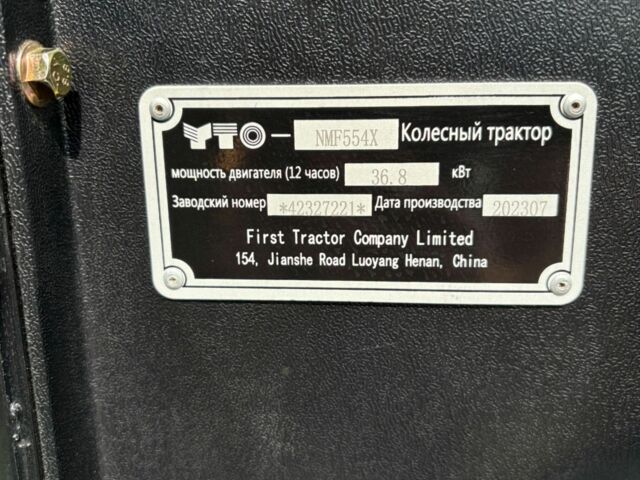 YTO— NMF554X Колесный трактор
мощность двигателя (12 часов) 36.8 кВт
Заводский номер *42327221* Дата производства 202307
First Tractor Company Limited
154, Jianshe Road Luoyang Henan, China